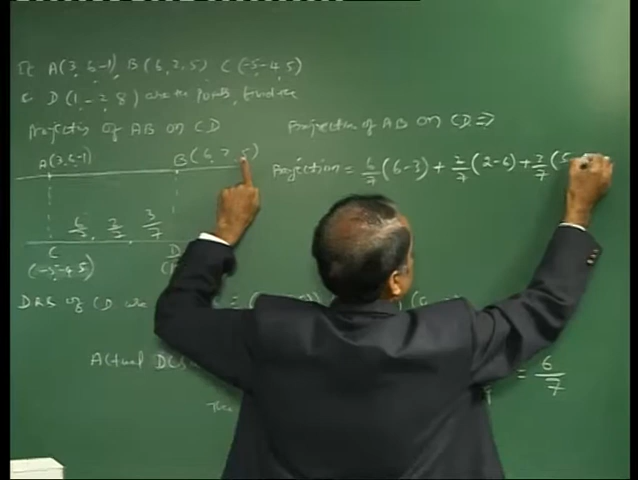 If A(3, 6 -1) B(6, 2, 5) C(-5 -4, 5)
& D(1, -2, 8) are the points, find the
Projection of AB on CD
Projection of AB on CD ⇒
A(3, 6 -1)
B(6, 2, 5)
Projection = 6/7 (6-3) + 2/7 (2-6) + 3/7 (5
6/7, 2/7, 3/7
C
D
(-5 -4, 5)
DRs of CD are
Actual DCs
= 6/7